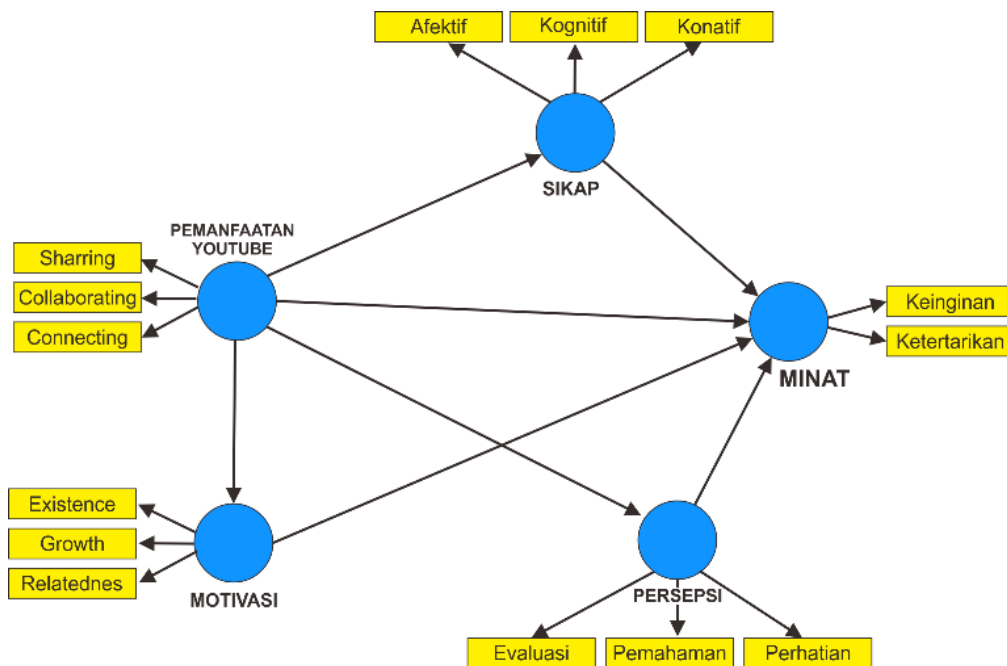 Afektif
Kognitif
Konatif
SIKAP
PEMANFAATAN
YOUTUBE
Sharring
Collaborating
Connecting
Keinginan
Ketertarikan
MINAT
Existence
Growth
Relatednes
MOTIVASI
PERSEPSI
Evaluasi
Pemahaman
Perhatian